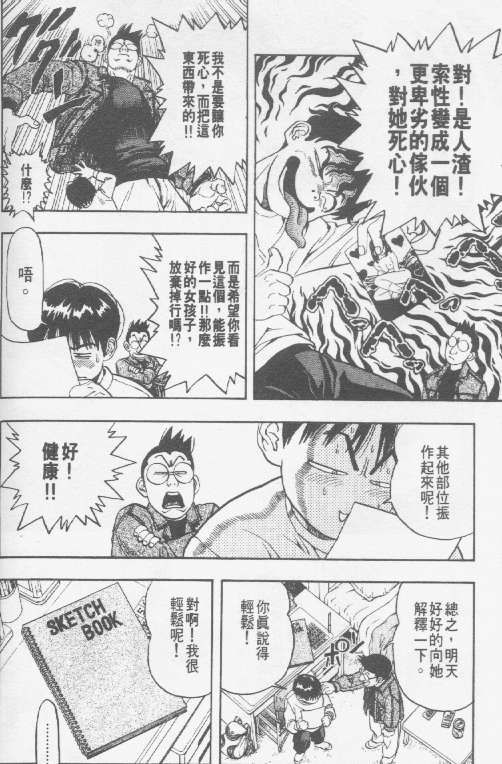 對！是人渣！
索性變成一個
更卑劣的傢伙
，對她死心！
我不是要讓你
死心，而把這
東西帶來的!!
什麼!?
而是希望你看
見這個，能振
作一點!!那麼
好的女孩子，
放棄掉行嗎!?
唔。
其他部位振
作起來呢！
好！
健康!!
總之，明天
好好的向她
解釋一下。
你真說得
輕鬆！
對啊！我很
輕鬆呢！
SKETCH
BOOK
………